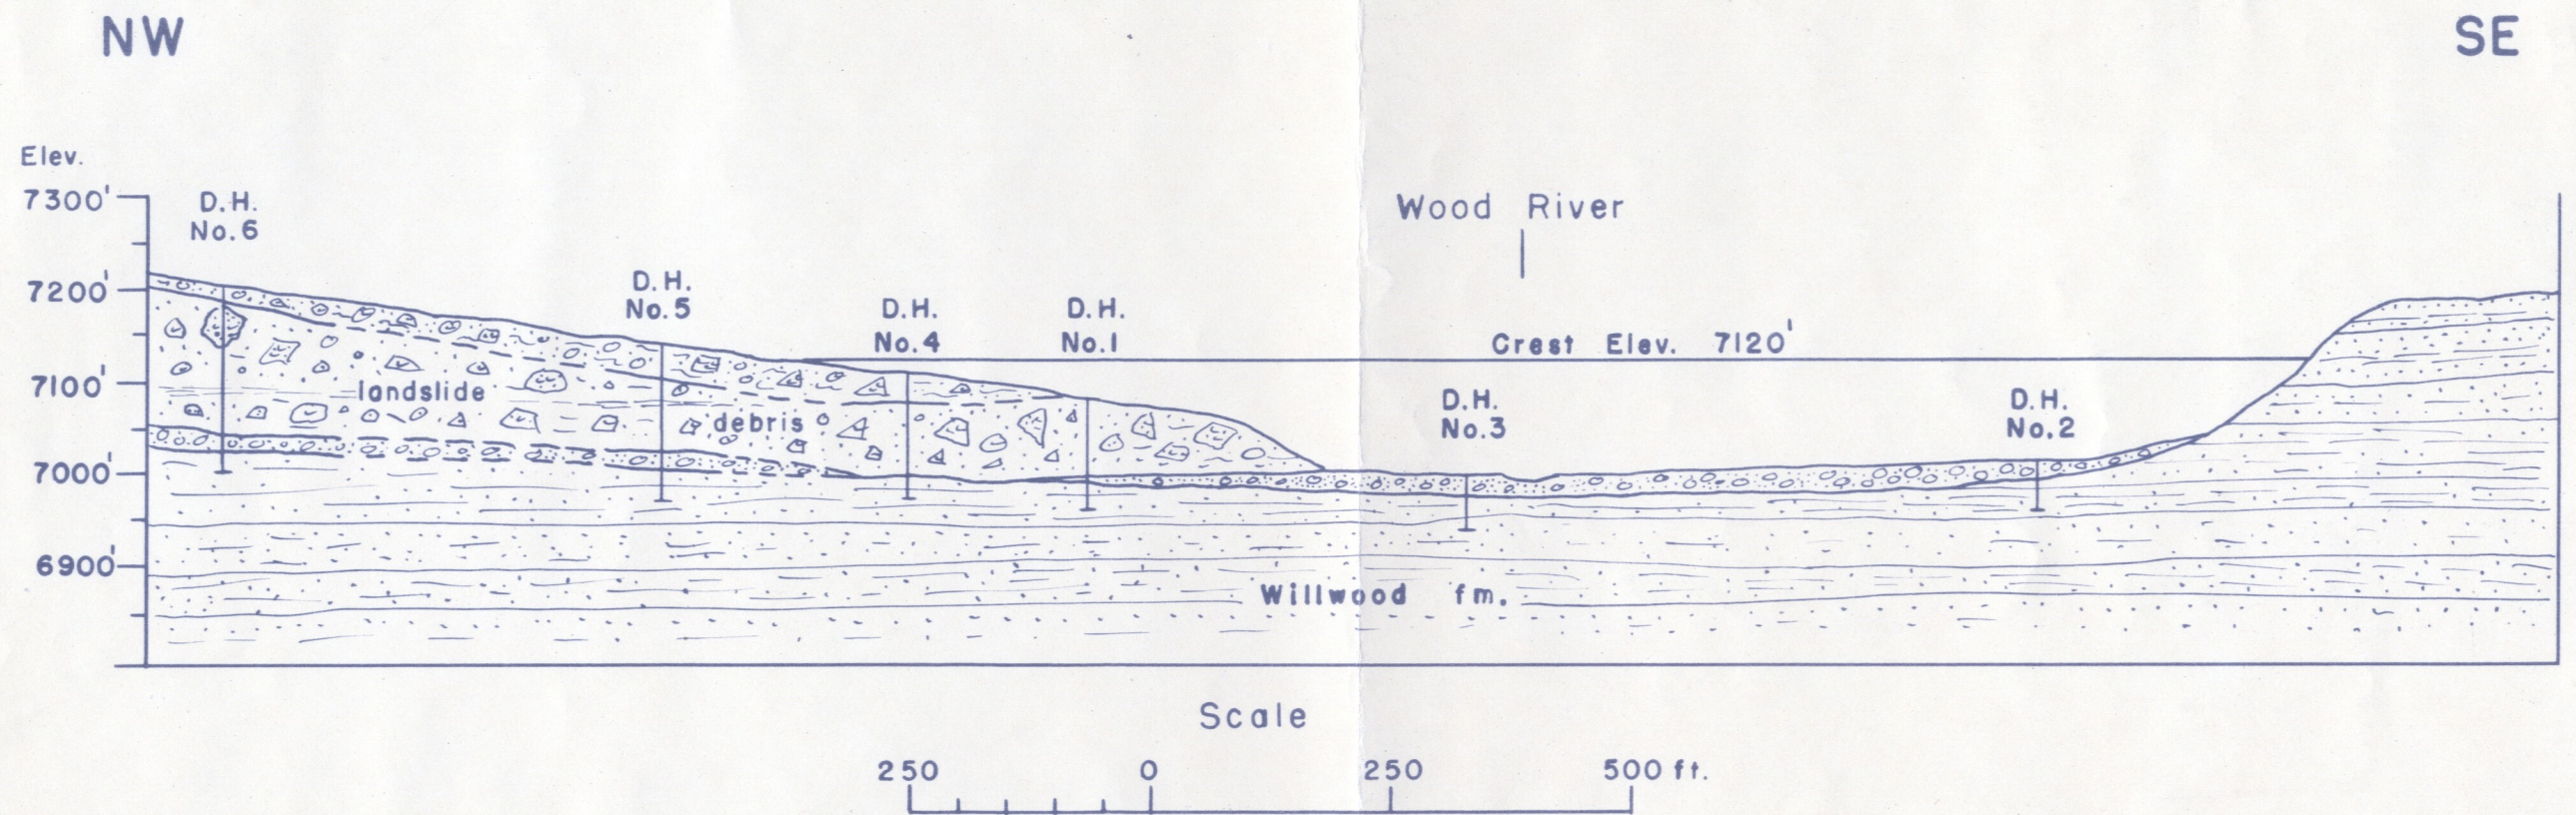 NW
SE
Elev.
7300'
7200'
7100'
7000'
6900'
D.H.
No.6
D.H.
No.5
D.H.
No.4
D.H.
No.1
Wood River
Crest Elev. 7120'
D.H.
No.3
D.H.
No.2
landslide
debris
Willwood fm.
Scale
250 0 250 500 ft.